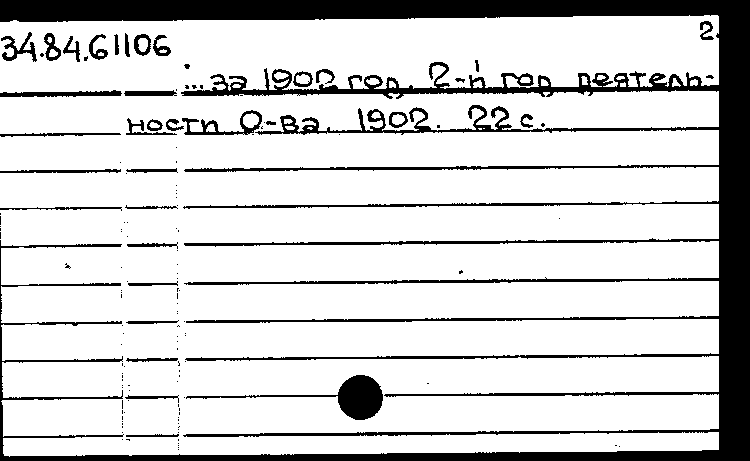 34.84.61106
2.
... за 1902 год. 2-й год деятель-
ности О-ва. 1902. 22 с.